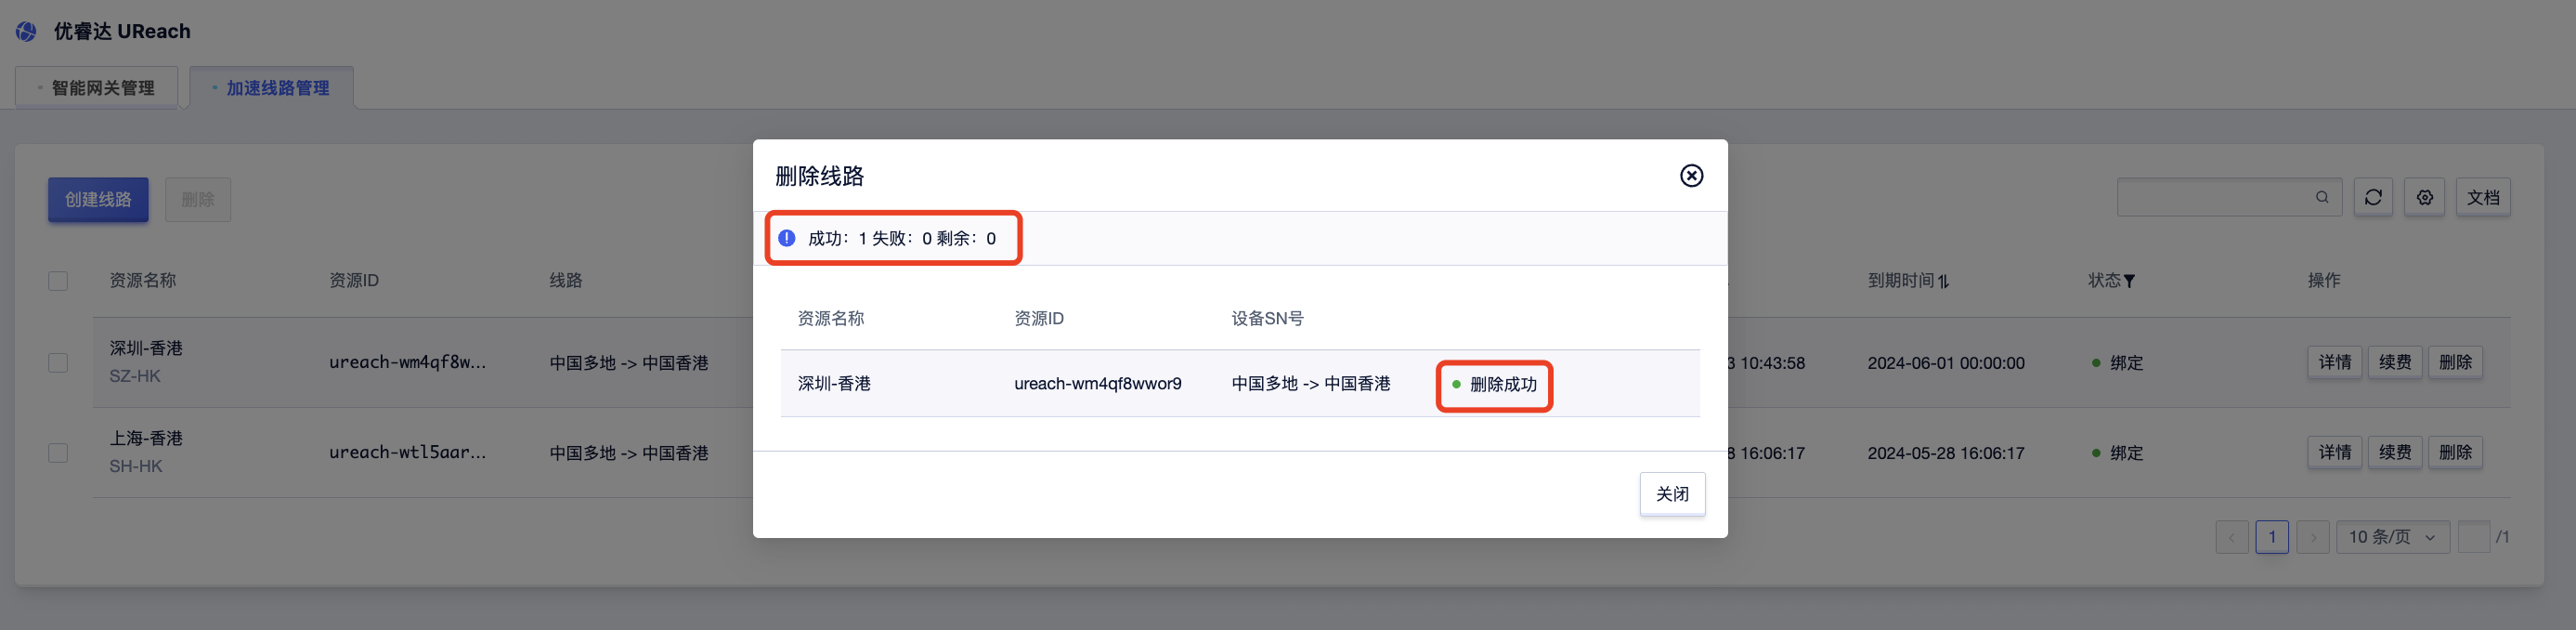 优睿达 UReach
智能网关管理
加速线路管理
创建线路 删除
文档
资源名称 资源ID 线路 到期时间 状态 操作
深圳-香港
SZ-HK
ureach-wm4qf8w... 中国多地 -> 中国香港 3 10:43:58 2024-06-01 00:00:00 绑定 详情 续费 删除
上海-香港
SH-HK
ureach-wtl5aar... 中国多地 -> 中国香港 3 16:06:17 2024-05-28 16:06:17 绑定 详情 续费 删除
1 10 条/页 /1
删除线路
成功：1 失败：0 剩余：0
资源名称 资源ID 设备SN号
深圳-香港 ureach-wm4qf8wwor9 中国多地 -> 中国香港 删除成功
关闭